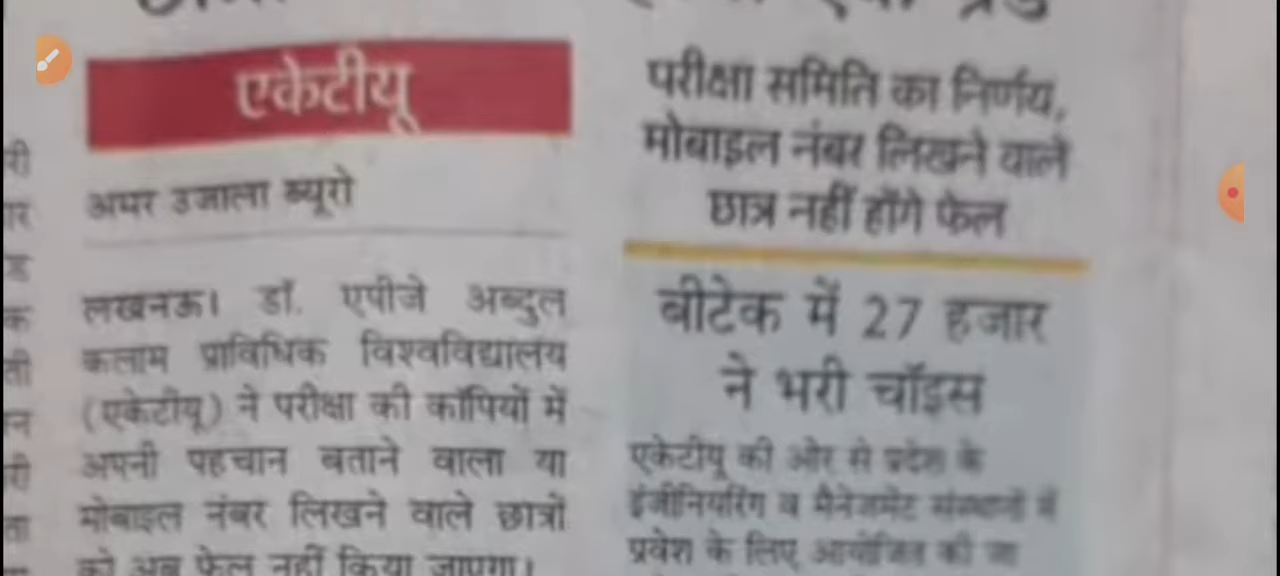 एकेटीयू
अमर उजाला ब्यूरो
लखनऊ। डॉ. एपीजे अब्दुल
कलाम प्राविधिक विश्वविद्यालय
(एकेटीयू) ने परीक्षा की कॉपियों में
अपनी पहचान बताने वाला या
मोबाइल नंबर लिखने वाले छात्रों
को अब फेल नहीं किया जाएगा।
परीक्षा समिति का निर्णय,
मोबाइल नंबर लिखने वाले
छात्र नहीं होंगे फेल
बीटेक में 27 हजार
ने भरी चॉइस
एकेटीयू की ओर से प्रदेश के
इंजीनियरिंग व मैनेजमेंट संस्थानों में
प्रवेश के लिए आयोजित की जा